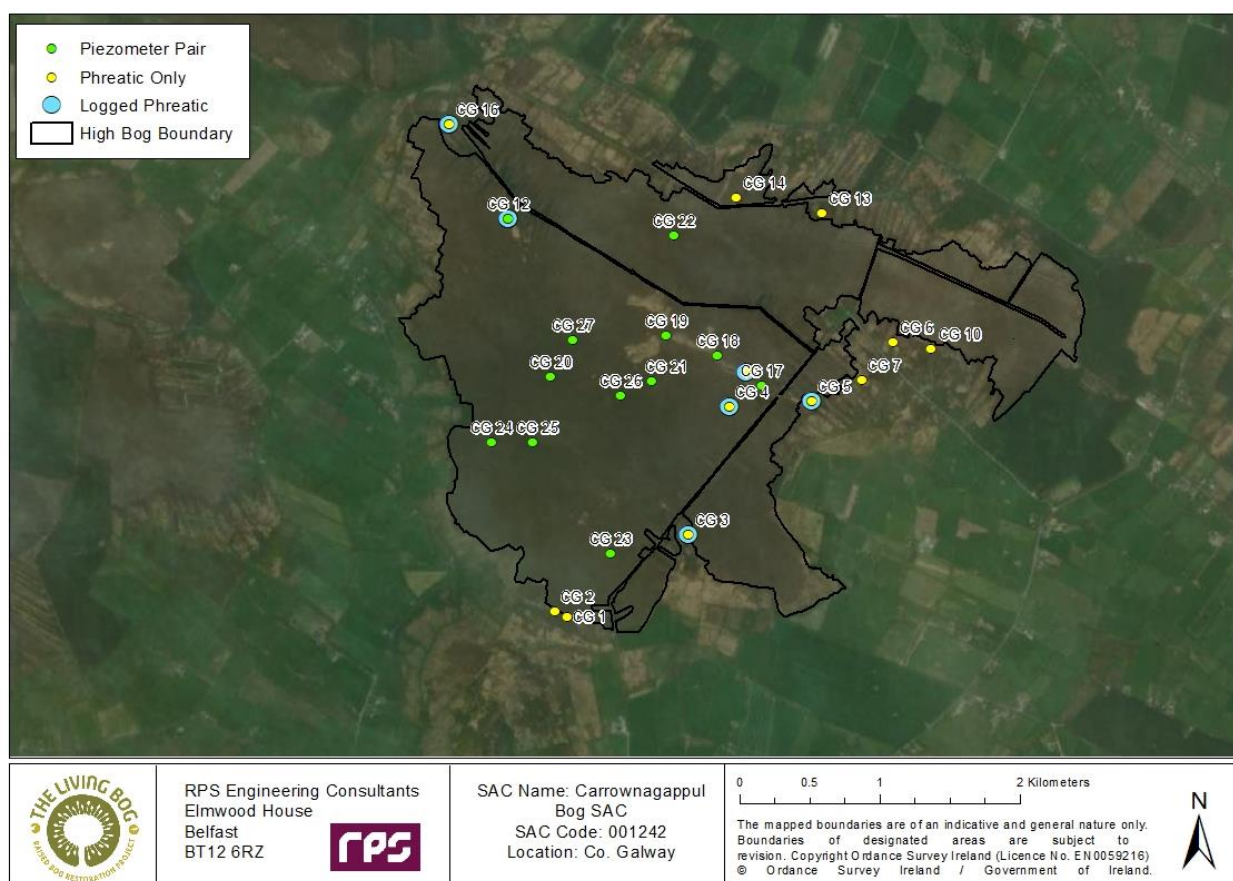 Piezometer Pair
Phreatic Only
Logged Phreatic
High Bog Boundary
CG 16
CG 14
CG 13
CG 12
CG 22
CG 27
CG 19
CG 6
CG 10
CG 18
CG 20
CG 21
CG 17
CG 7
CG 26
CG 4
CG 5
CG 24
CG 25
CG 3
CG 23
CG 2
CG 1
THE LIVING BOG
RAISED BOG RESTORATION PROJECT
RPS Engineering Consultants
Elmwood House
Belfast
BT12 6RZ
rps
SAC Name: Carrownagappul
Bog SAC
SAC Code: 001242
Location: Co. Galway
0 0.5 1 2 Kilometers
The mapped boundaries are of an indicative and general nature only.
Boundaries of designated areas are subject to
revision. Copyright Ordance Survey Ireland (Licence No. EN0059216)
© Ordance Survey Ireland / Government of Ireland.
N